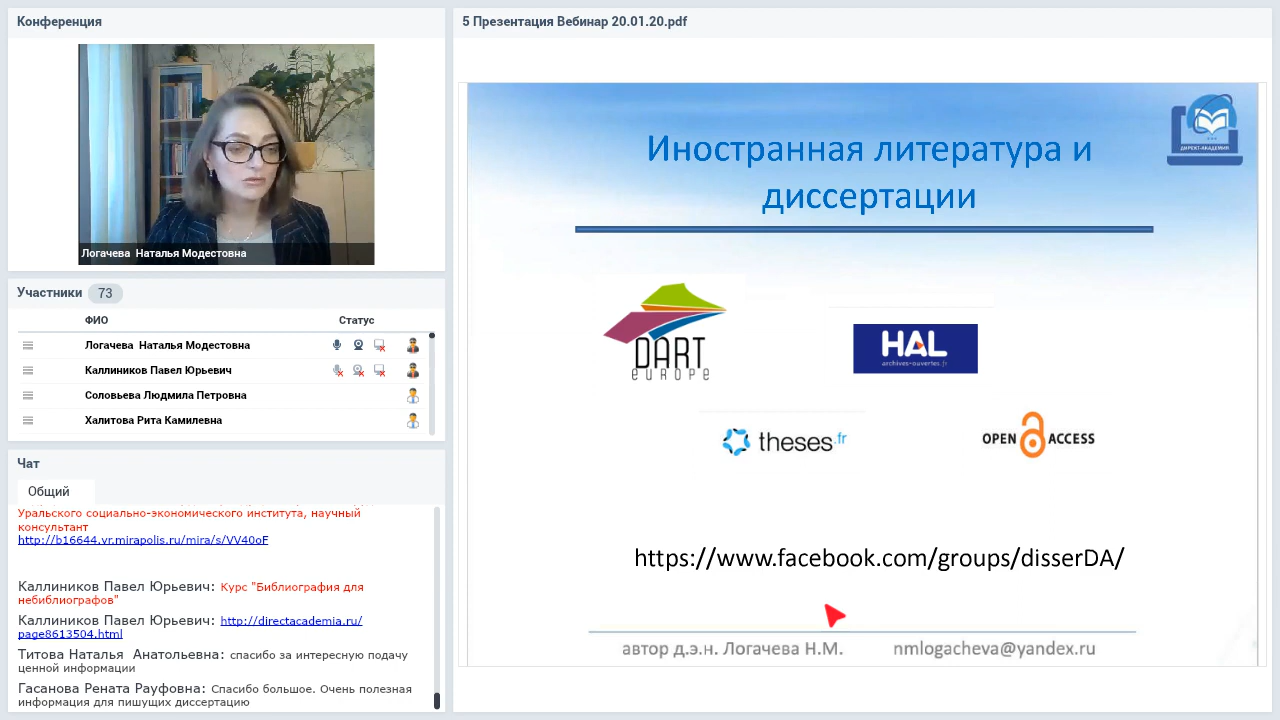 Конференция
Логачева Наталья Модестовна
Участники 73
ФИО Статус
Логачева Наталья Модестовна
Каллиников Павел Юрьевич
Соловьева Людмила Петровна
Халитова Рита Камилевна
Чат
Общий
Уральского социально-экономического института, научный
консультант
http://b16644.vr.mirapolis.ru/mira/s/VV40oF
Каллиников Павел Юрьевич: Курс "Библиография для
небиблиографов"
Каллиников Павел Юрьевич: http://directacademia.ru/
page8613504.html
Титова Наталья Анатольевна: спасибо за интересную подачу
ценной информации
Гасанова Рената Рауфовна: Спасибо большое. Очень полезная
информация для пишущих диссертацию
5 Презентация Вебинар 20.01.20.pdf
ДИРЕКТ-АКАДЕМИЯ
Иностранная литература и
диссертации
DART
EUROPE
HAL
archives-ouvertes.fr
theses.fr
OPEN ACCESS
https://www.facebook.com/groups/disserDA/
автор д.э.н. Логачева Н.М. nmlogacheva@yandex.ru